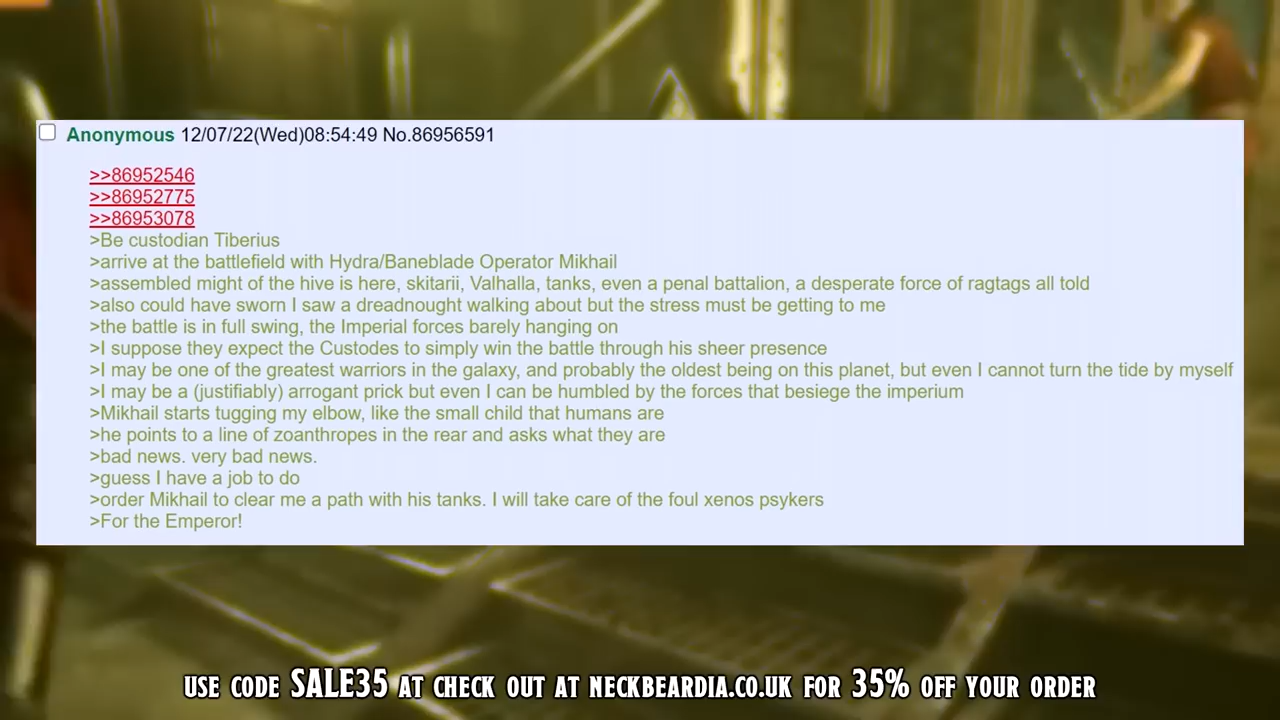 Anonymous 12/07/22(Wed)08:54:49 No.86956591
>>86952546
>>86952775
>>86953078
>Be custodian Tiberius
>arrive at the battlefield with Hydra/Baneblade Operator Mikhail
>assembled might of the hive is here, skitarii, Valhalla, tanks, even a penal battalion, a desperate force of ragtags all told
>also could have sworn I saw a dreadnought walking about but the stress must be getting to me
>the battle is in full swing, the Imperial forces barely hanging on
>I suppose they expect the Custodes to simply win the battle through his sheer presence
>I may be one of the greatest warriors in the galaxy, and probably the oldest being on this planet, but even I cannot turn the tide by myself
>I may be a (justifiably) arrogant prick but even I can be humbled by the forces that besiege the imperium
>Mikhail starts tugging my elbow, like the small child that humans are
>he points to a line of zoanthropes in the rear and asks what they are
>bad news. very bad news.
>guess I have a job to do
>order Mikhail to clear me a path with his tanks. I will take care of the foul xenos psykers
>For the Emperor!
USE CODE SALE35 AT CHECK OUT AT NECKBEARDIA.CO.UK FOR 35% OFF YOUR ORDER